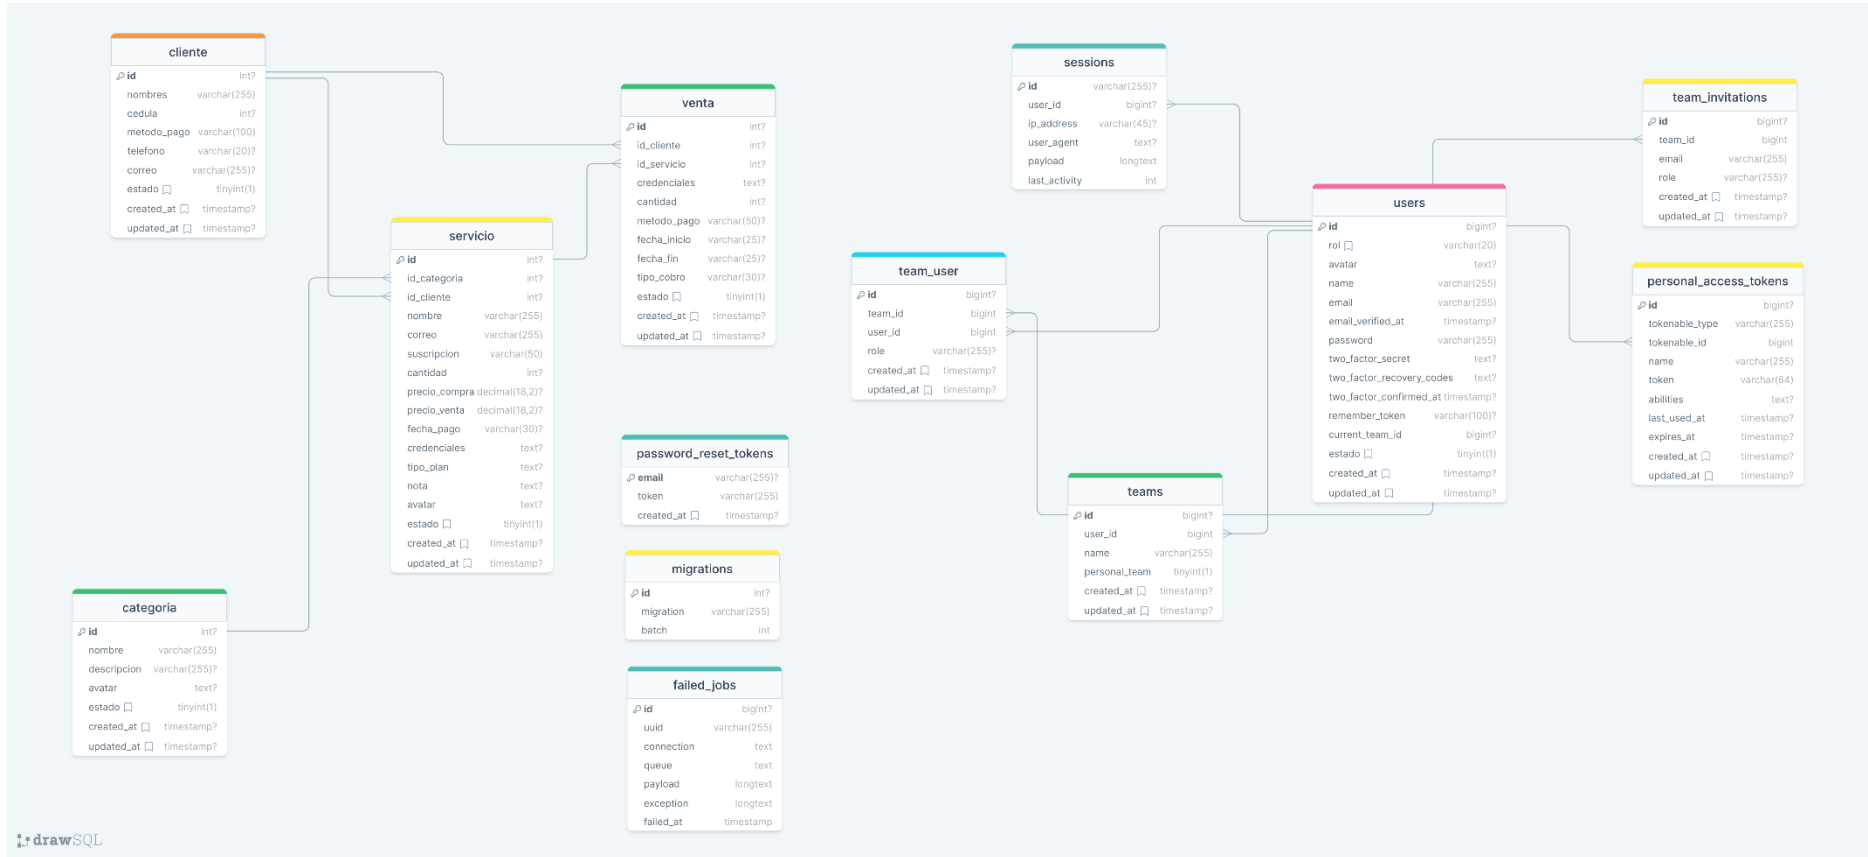 cliente
id int?
nombres varchar(255)
cedula int?
metodo_pago varchar(100)
telefono varchar(20)?
correo varchar(255)?
estado tinyint(1)
created_at timestamp?
updated_at timestamp?
venta
id int?
id_cliente int?
id_servicio int?
credenciales text?
cantidad int?
metodo_pago varchar(50)?
fecha_inicio varchar(25)?
fecha_fin varchar(25)?
tipo_cobro varchar(30)?
estado tinyint(1)
created_at timestamp?
updated_at timestamp?
servicio
id int?
id_categoria int?
id_cliente int?
nombre varchar(255)
correo varchar(255)
suscripcion varchar(50)
cantidad int?
precio_compra decimal(18,2)?
precio_venta decimal(18,2)?
fecha_pago varchar(30)?
credenciales text?
tipo_plan text?
nota text?
avatar text?
estado tinyint(1)
created_at timestamp?
updated_at timestamp?
categoria
id int?
nombre varchar(255)
descripcion varchar(255)?
avatar text?
estado tinyint(1)
created_at timestamp?
updated_at timestamp?
password_reset_tokens
email varchar(255)?
token varchar(255)
created_at timestamp?
migrations
id int?
migration varchar(255)
batch int
failed_jobs
id bigint?
uuid varchar(255)
connection text
queue text
payload longtext
exception longtext
failed_at timestamp
sessions
id varchar(255)?
user_id bigint?
ip_address varchar(45)?
user_agent text?
payload longtext
last_activity int
team_user
id bigint?
team_id bigint
user_id bigint
role varchar(255)?
created_at timestamp?
updated_at timestamp?
teams
id bigint?
user_id bigint
name varchar(255)
personal_team tinyint(1)
created_at timestamp?
updated_at timestamp?
users
id bigint?
rol varchar(20)
avatar text?
name varchar(255)
email varchar(255)
email_verified_at timestamp?
password varchar(255)
two_factor_secret text?
two_factor_recovery_codes text?
two_factor_confirmed_at timestamp?
remember_token varchar(100)?
current_team_id bigint?
estado tinyint(1)
created_at timestamp?
updated_at timestamp?
team_invitations
id bigint?
team_id bigint
email varchar(255)
role varchar(255)?
created_at timestamp?
updated_at timestamp?
personal_access_tokens
id bigint?
tokenable_type varchar(255)
tokenable_id bigint
name varchar(255)
token varchar(64)
abilities text?
last_used_at timestamp?
expires_at timestamp?
created_at timestamp?
updated_at timestamp?
drawSQL